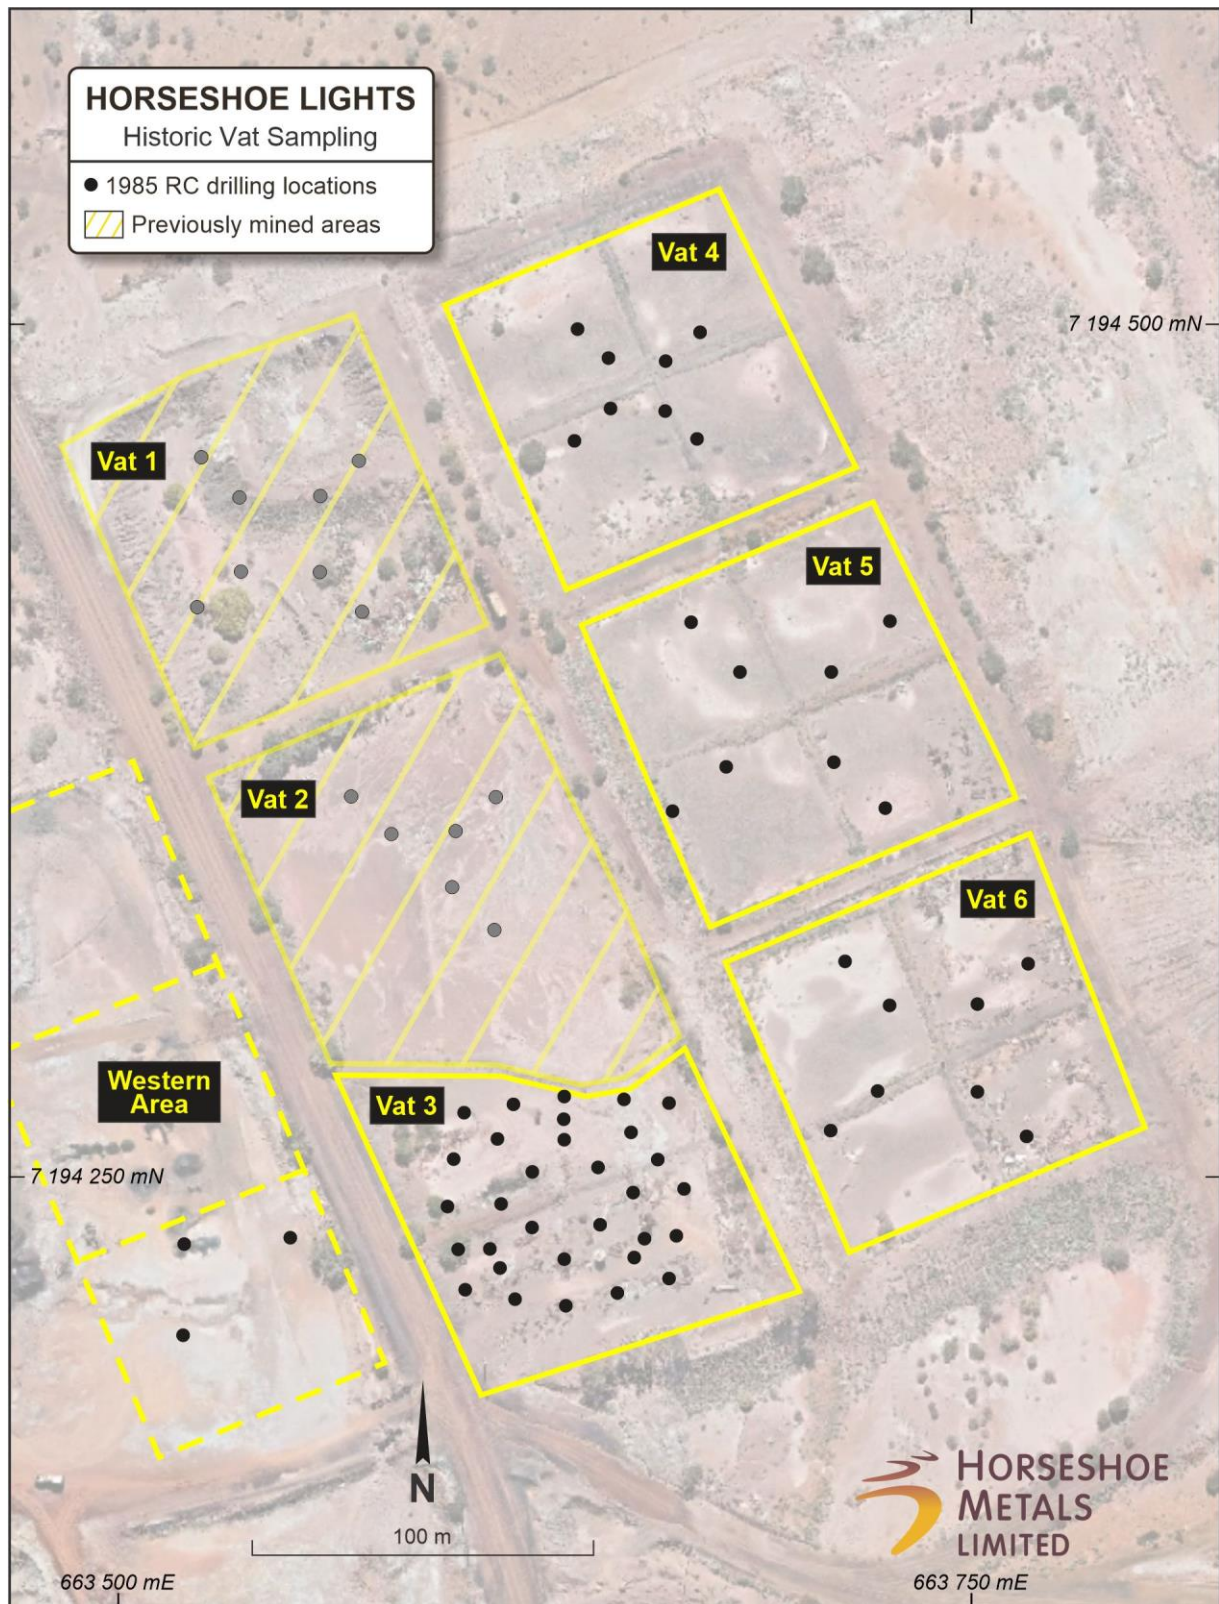 HORSESHOE LIGHTS
Historic Vat Sampling
1985 RC drilling locations
Previously mined areas
Vat 4
7 194 500 mN
Vat 1
Vat 5
Vat 2
Vat 6
Western
Area
Vat 3
7 194 250 mN
N
100 m
HORSESHOE
METALS
LIMITED
663 500 mE
663 750 mE